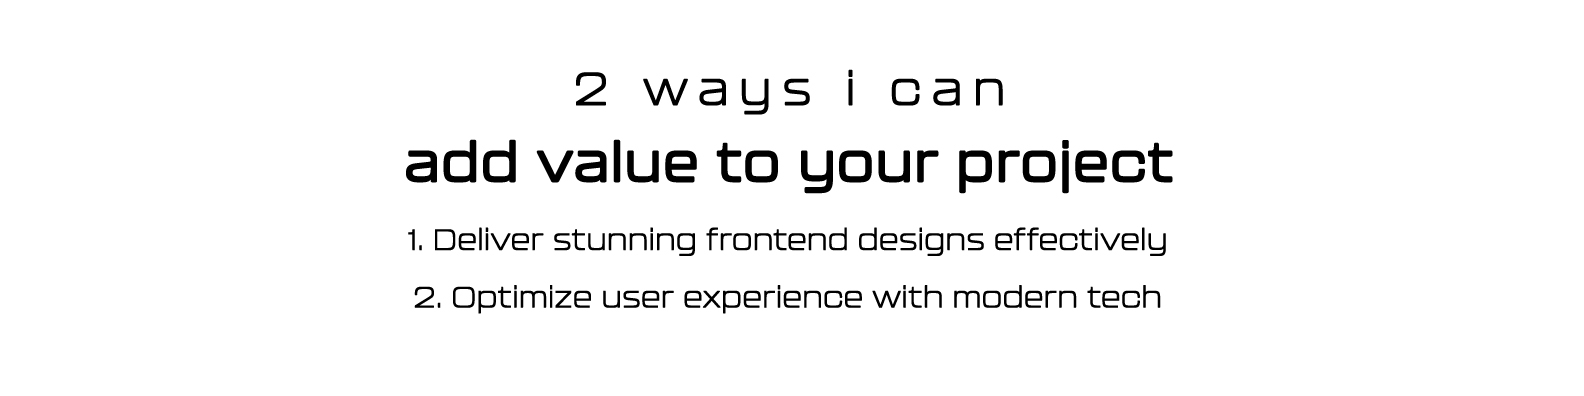 2 ways i can
add value to your project
1. Deliver stunning frontend designs effectively
2. Optimize user experience with modern tech